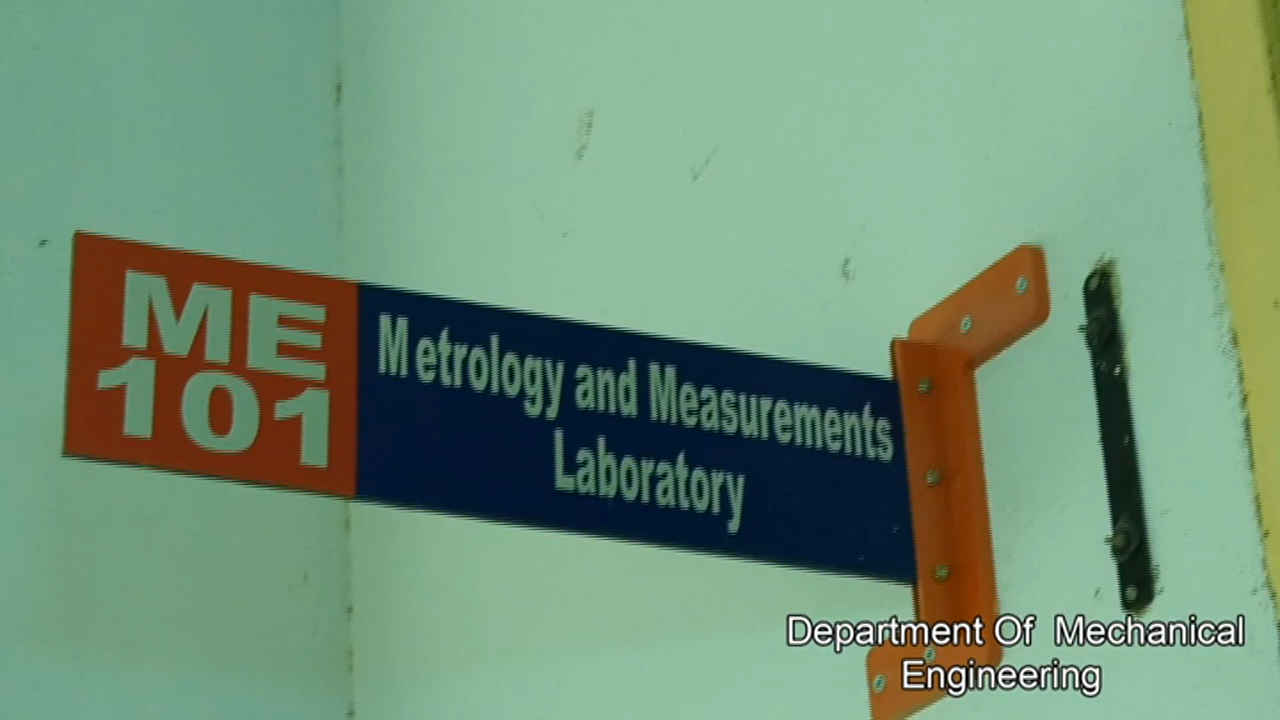 ME
101
Metrology and Measurements
Laboratory
Department Of Mechanical
Engineering